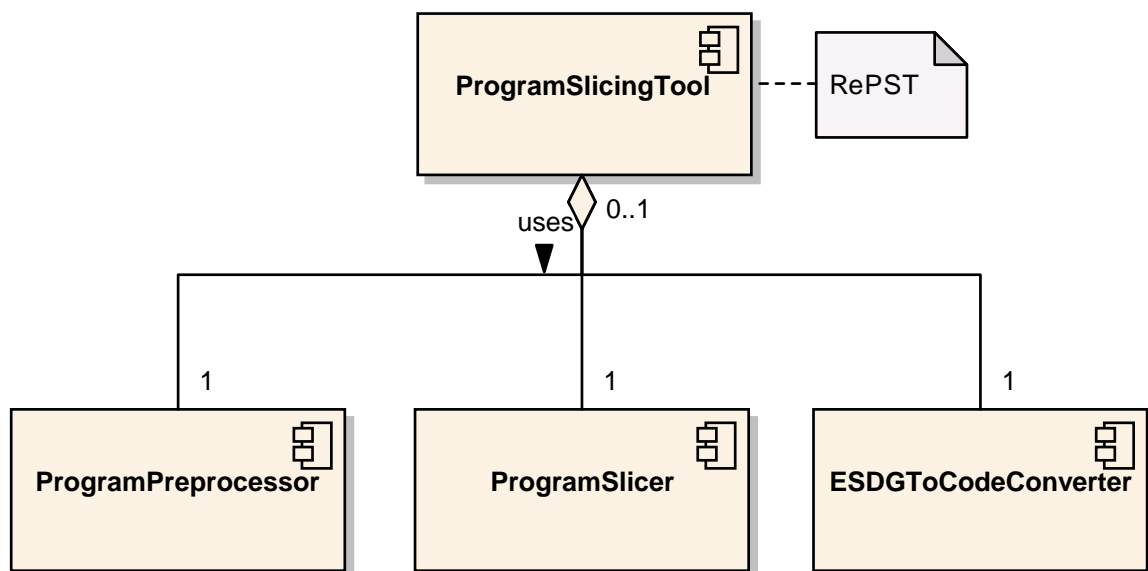 ProgramSlicingTool
RePST
0..1
uses
1
1
1
ProgramPreprocessor
ProgramSlicer
ESDGToCodeConverter